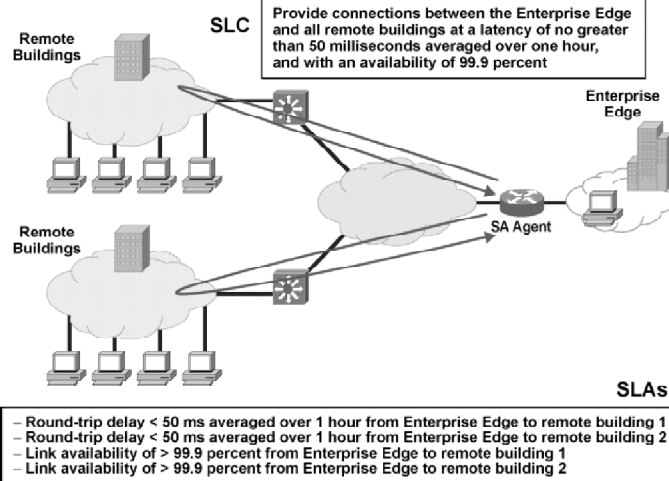 SLC
Provide connections between the Enterprise Edge
and all remote buildings at a latency of no greater
than 50 milliseconds averaged over one hour,
and with an availability of 99.9 percent
Remote
Buildings
Enterprise
Edge
SA Agent
Remote
Buildings
SLAs
– Round-trip delay < 50 ms averaged over 1 hour from Enterprise Edge to remote building 1
– Round-trip delay < 50 ms averaged over 1 hour from Enterprise Edge to remote building 2
– Link availability of > 99.9 percent from Enterprise Edge to remote building 1
– Link availability of > 99.9 percent from Enterprise Edge to remote building 2